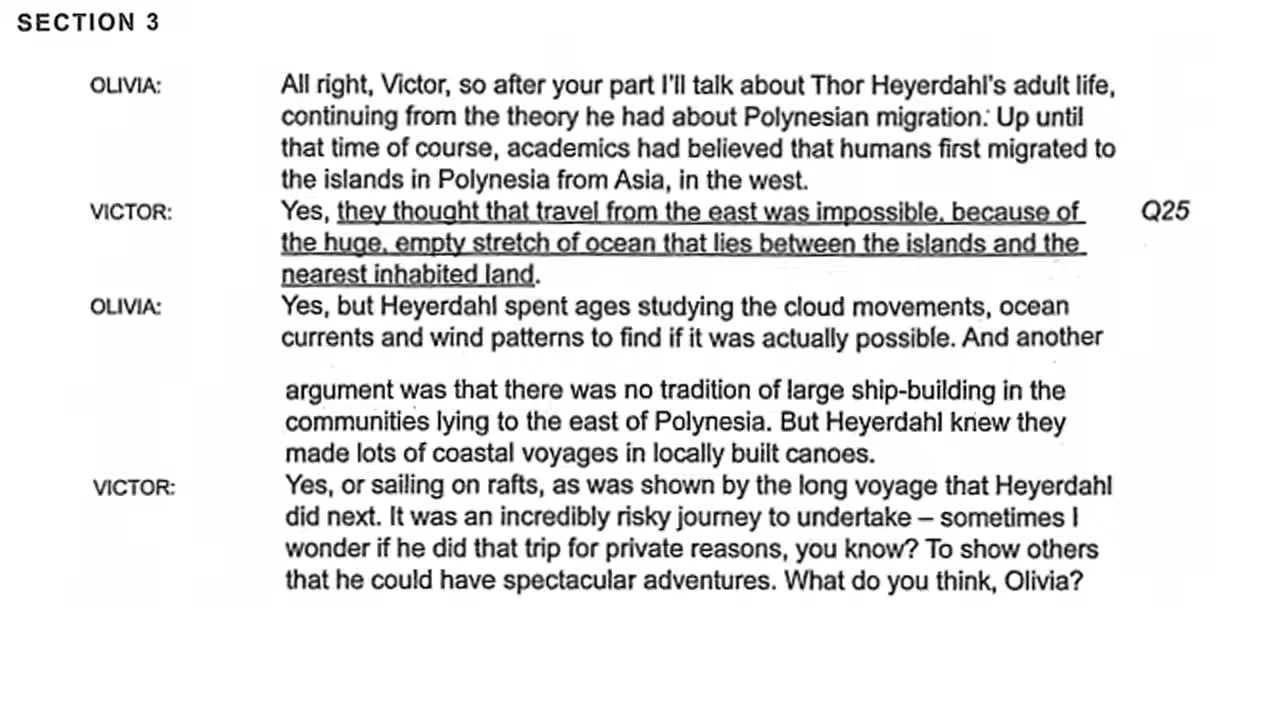 SECTION 3
OLIVIA: All right, Victor, so after your part I'll talk about Thor Heyerdahl's adult life,
continuing from the theory he had about Polynesian migration. Up until
that time of course, academics had believed that humans first migrated to
the islands in Polynesia from Asia, in the west.
VICTOR: Yes, they thought that travel from the east was impossible, because of Q25
the huge, empty stretch of ocean that lies between the islands and the
nearest inhabited land.
OLIVIA: Yes, but Heyerdahl spent ages studying the cloud movements, ocean
currents and wind patterns to find if it was actually possible. And another
argument was that there was no tradition of large ship-building in the
communities lying to the east of Polynesia. But Heyerdahl knew they
made lots of coastal voyages in locally built canoes.
VICTOR: Yes, or sailing on rafts, as was shown by the long voyage that Heyerdahl
did next. It was an incredibly risky journey to undertake – sometimes I
wonder if he did that trip for private reasons, you know? To show others
that he could have spectacular adventures. What do you think, Olivia?